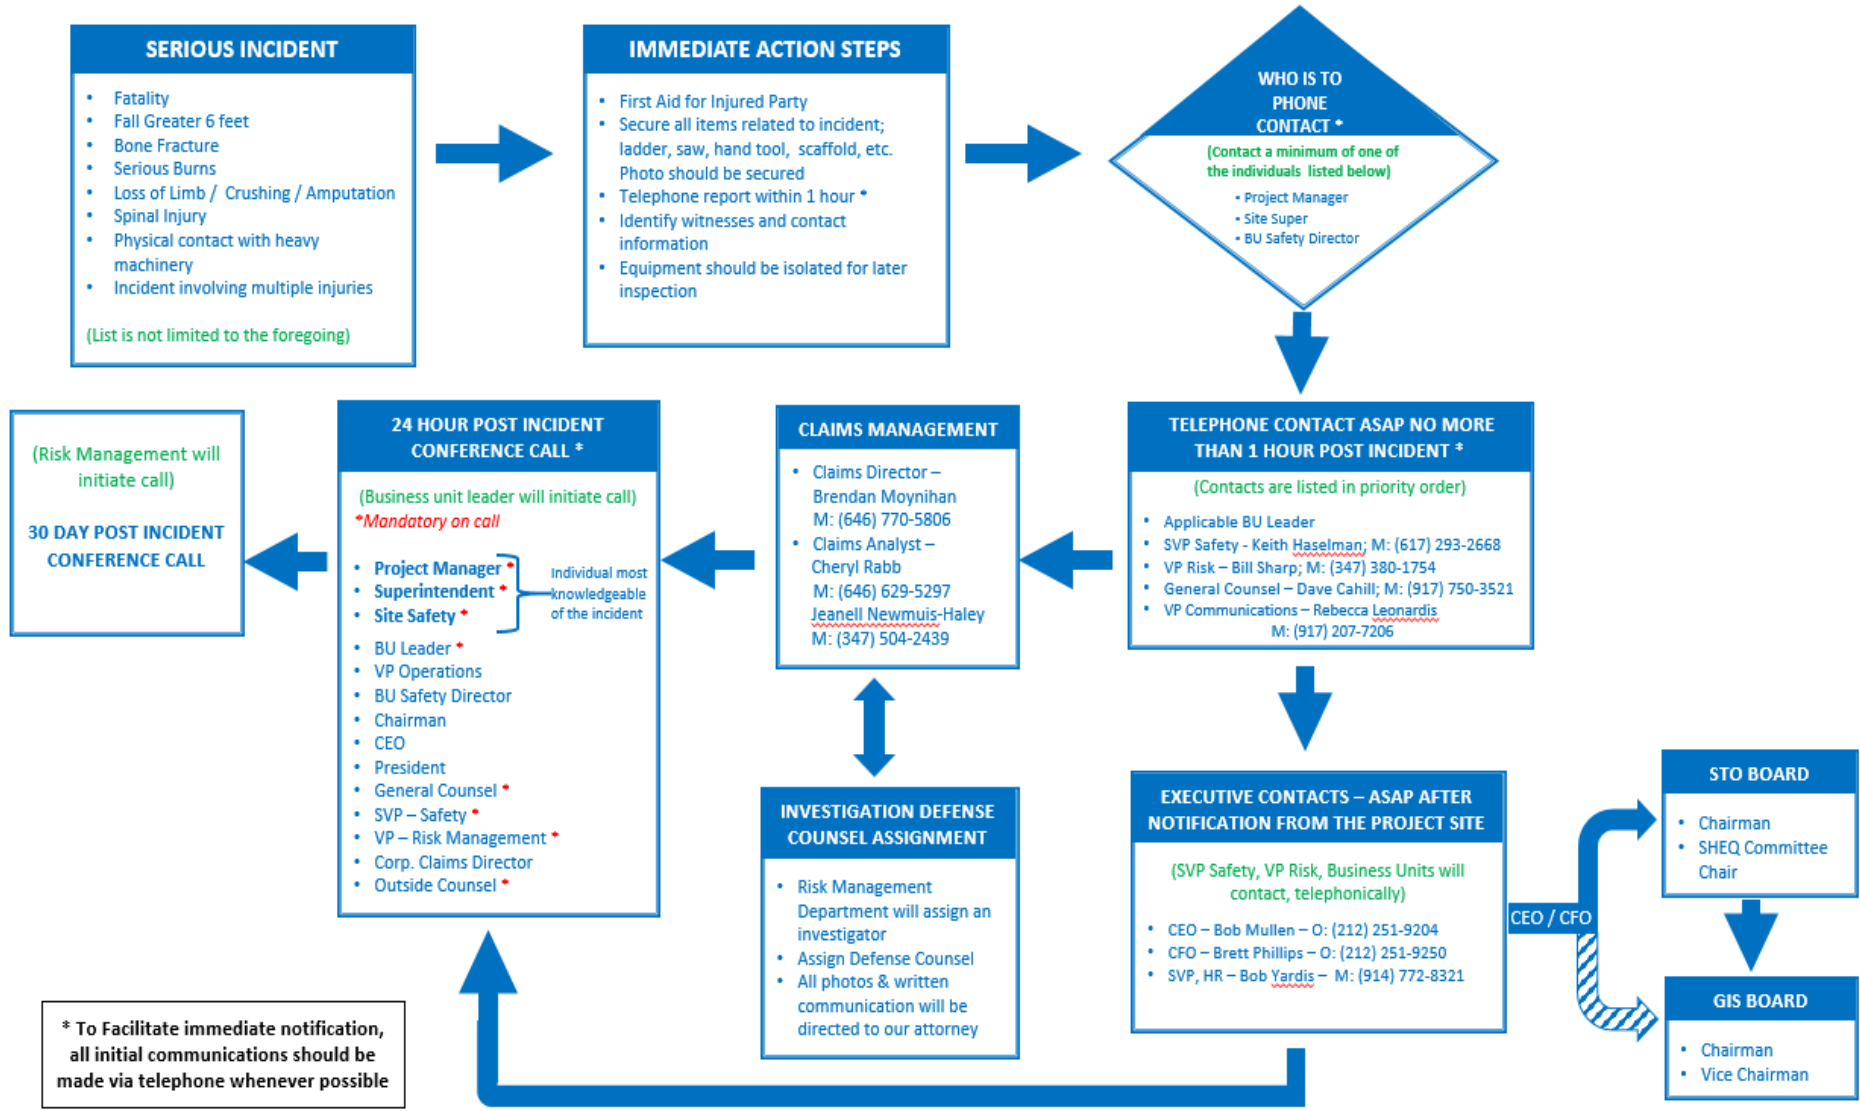 SERIOUS INCIDENT
• Fatality
• Fall Greater 6 feet
• Bone Fracture
• Serious Burns
• Loss of Limb / Crushing / Amputation
• Spinal Injury
• Physical contact with heavy
machinery
• Incident involving multiple injuries
(List is not limited to the foregoing)
IMMEDIATE ACTION STEPS
• First Aid for Injured Party
• Secure all items related to incident;
ladder, saw, hand tool, scaffold, etc.
Photo should be secured
• Telephone report within 1 hour *
• Identify witnesses and contact
information
• Equipment should be isolated for later
inspection
WHO IS TO
PHONE
CONTACT *
(Contact a minimum of one of
the individuals listed below)
▪ Project Manager
▪ Site Super
▪ BU Safety Director
TELEPHONE CONTACT ASAP NO MORE
THAN 1 HOUR POST INCIDENT *
(Contacts are listed in priority order)
• Applicable BU Leader
• SVP Safety - Keith Haselman; M: (617) 293-2668
• VP Risk – Bill Sharp; M: (347) 380-1754
• General Counsel – Dave Cahill; M: (917) 750-3521
• VP Communications – Rebecca Leonardis
M: (917) 207-7206
CLAIMS MANAGEMENT
• Claims Director –
Brendan Moynihan
M: (646) 770-5806
• Claims Analyst –
Cheryl Rabb
M: (646) 629-5297
Jeanell Newmuis-Haley
M: (347) 504-2439
24 HOUR POST INCIDENT
CONFERENCE CALL *
(Business unit leader will initiate call)
*Mandatory on call
• Project Manager *
• Superintendent *
• Site Safety *
Individual most
knowledgeable
of the incident
• BU Leader *
• VP Operations
• BU Safety Director
• Chairman
• CEO
• President
• General Counsel *
• SVP – Safety *
• VP – Risk Management *
• Corp. Claims Director
• Outside Counsel *
(Risk Management will
initiate call)
30 DAY POST INCIDENT
CONFERENCE CALL
INVESTIGATION DEFENSE
COUNSEL ASSIGNMENT
• Risk Management
Department will assign an
investigator
• Assign Defense Counsel
• All photos & written
communication will be
directed to our attorney
EXECUTIVE CONTACTS – ASAP AFTER
NOTIFICATION FROM THE PROJECT SITE
(SVP Safety, VP Risk, Business Units will
contact, telephonically)
• CEO – Bob Mullen – O: (212) 251-9204
• CFO – Brett Phillips – O: (212) 251-9250
• SVP, HR – Bob Yardis – M: (914) 772-8321
CEO / CFO
STO BOARD
• Chairman
• SHEQ Committee
Chair
GIS BOARD
• Chairman
• Vice Chairman
* To Facilitate immediate notification,
all initial communications should be
made via telephone whenever possible